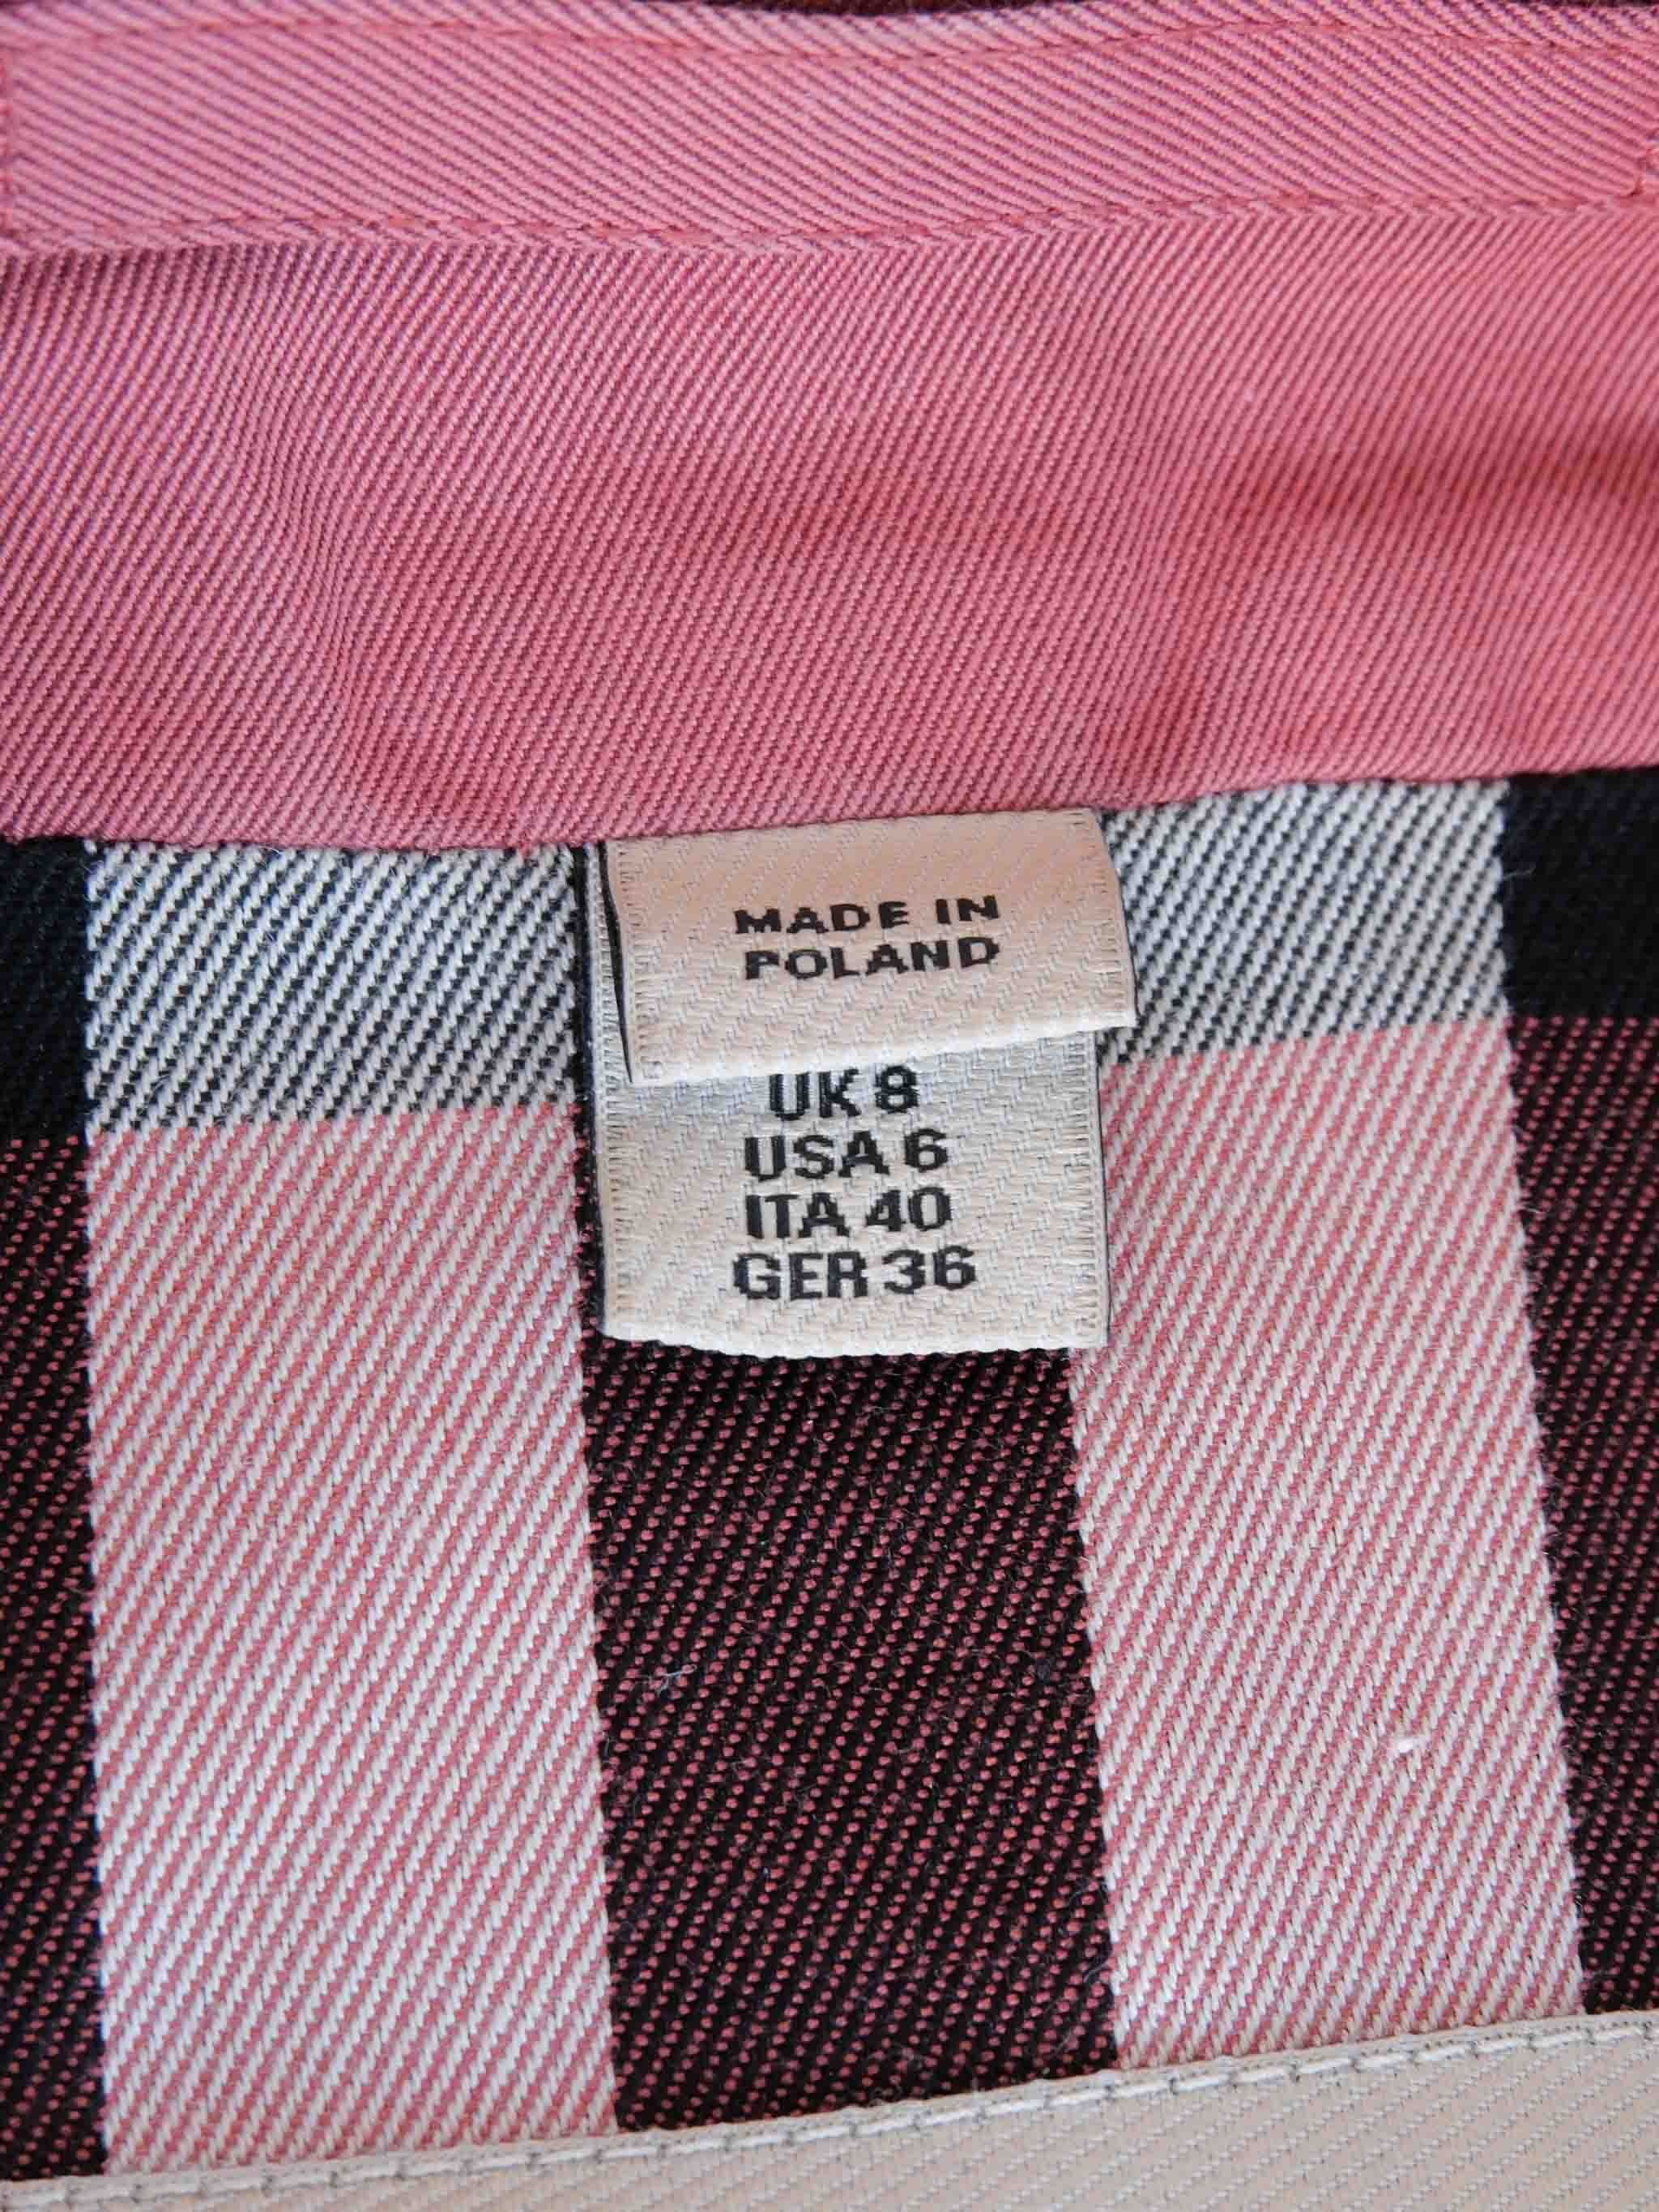 MADE IN
POLAND
UK 8
USA 6
ITA 40
GER 36